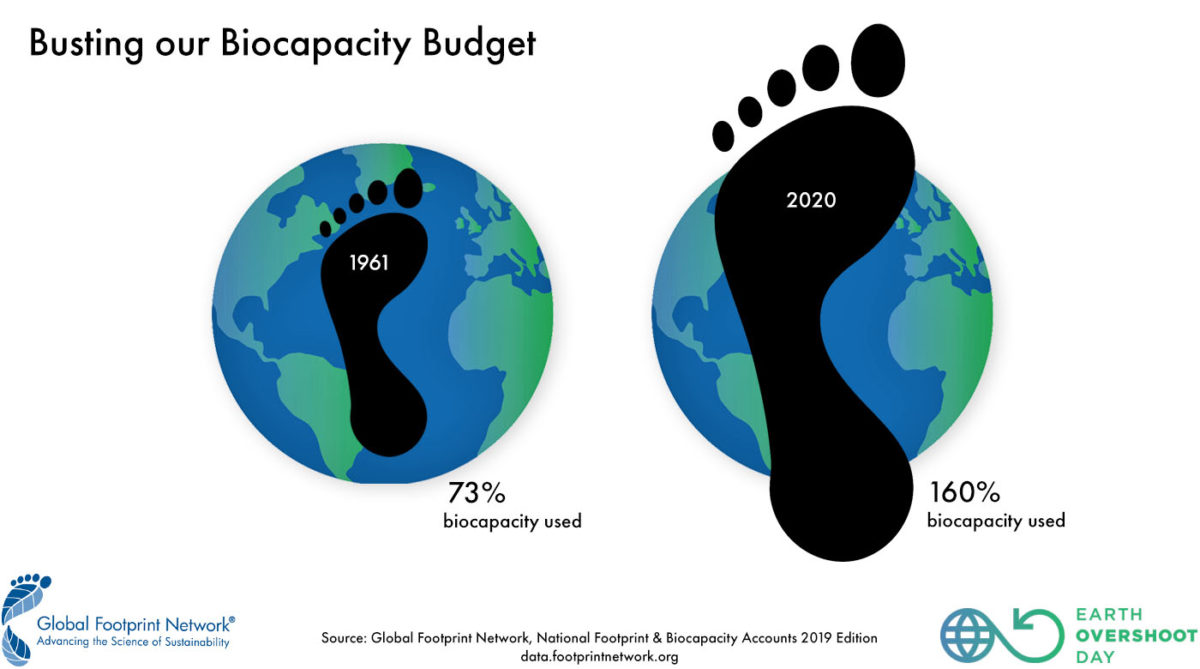 Busting our Biocapacity Budget
1961
2020
73%
biocapacity used
160%
biocapacity used
Global Footprint Network®
Advancing the Science of Sustainability
Source: Global Footprint Network, National Footprint & Biocapacity Accounts 2019 Edition
data.footprintnetwork.org
EARTH
OVERSHOOT
DAY